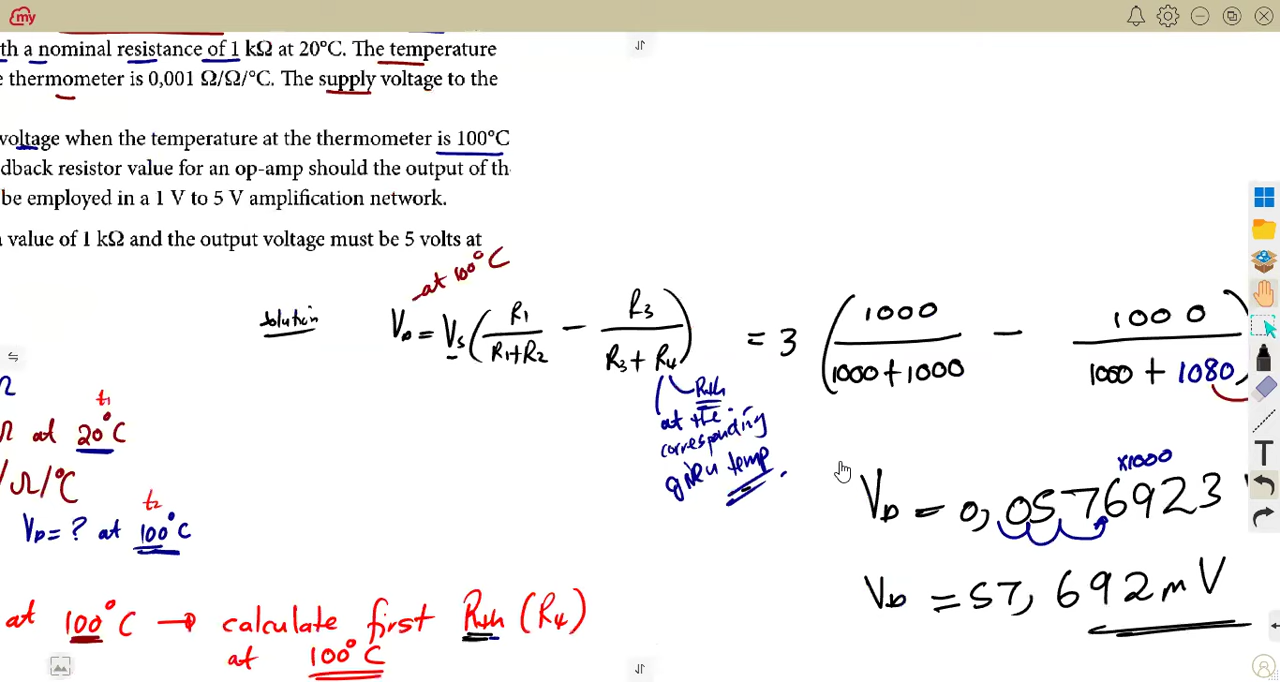 my
th a nominal resistance of 1 kΩ at 20°C. The temperature
e thermometer is 0,001 Ω/Ω/°C. The supply voltage to the
voltage when the temperature at the thermometer is 100°C
dback resistor value for an op-amp should the output of th
be employed in a 1 V to 5 V amplification network.
a value of 1 kΩ and the output voltage must be 5 volts at
at 100°C
solution
V₀ = Vs (R1/(R1+R2) − R3/(R3+R4)) = 3 (1000/(1000+1000) − 1000/(1000+1080)
Rth
at the
corresponding
given temp.
Ω
t1
Ω at 20°C
/Ω/°C
t2
V₀ = ? at 100°C
x1000
V₀ = 0,0576923 V
V₀ = 57,692 mV
at 100°C → calculate first Rth (R4)
at 100°C
T